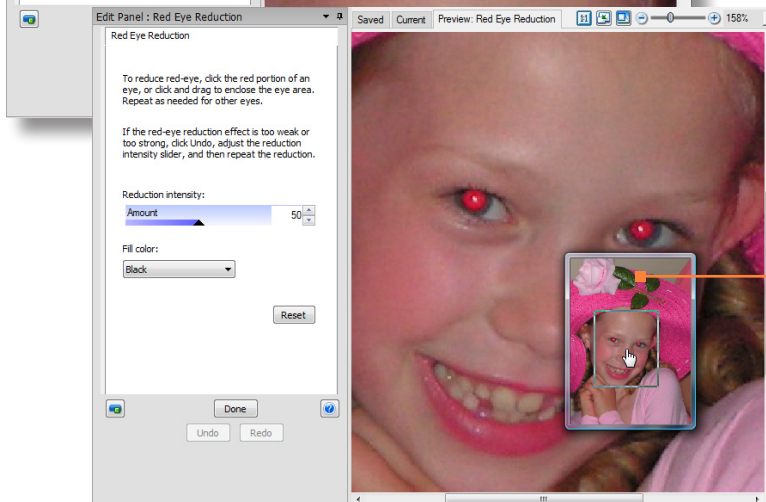 Edit Panel : Red Eye Reduction
Saved Current Preview: Red Eye Reduction 158%
Red Eye Reduction
To reduce red-eye, click the red portion of an
eye, or click and drag to enclose the eye area.
Repeat as needed for other eyes.
If the red-eye reduction effect is too weak or
too strong, click Undo, adjust the reduction
intensity slider, and then repeat the reduction.
Reduction intensity:
Amount 50
Fill color:
Black
Reset
Done
Undo Redo